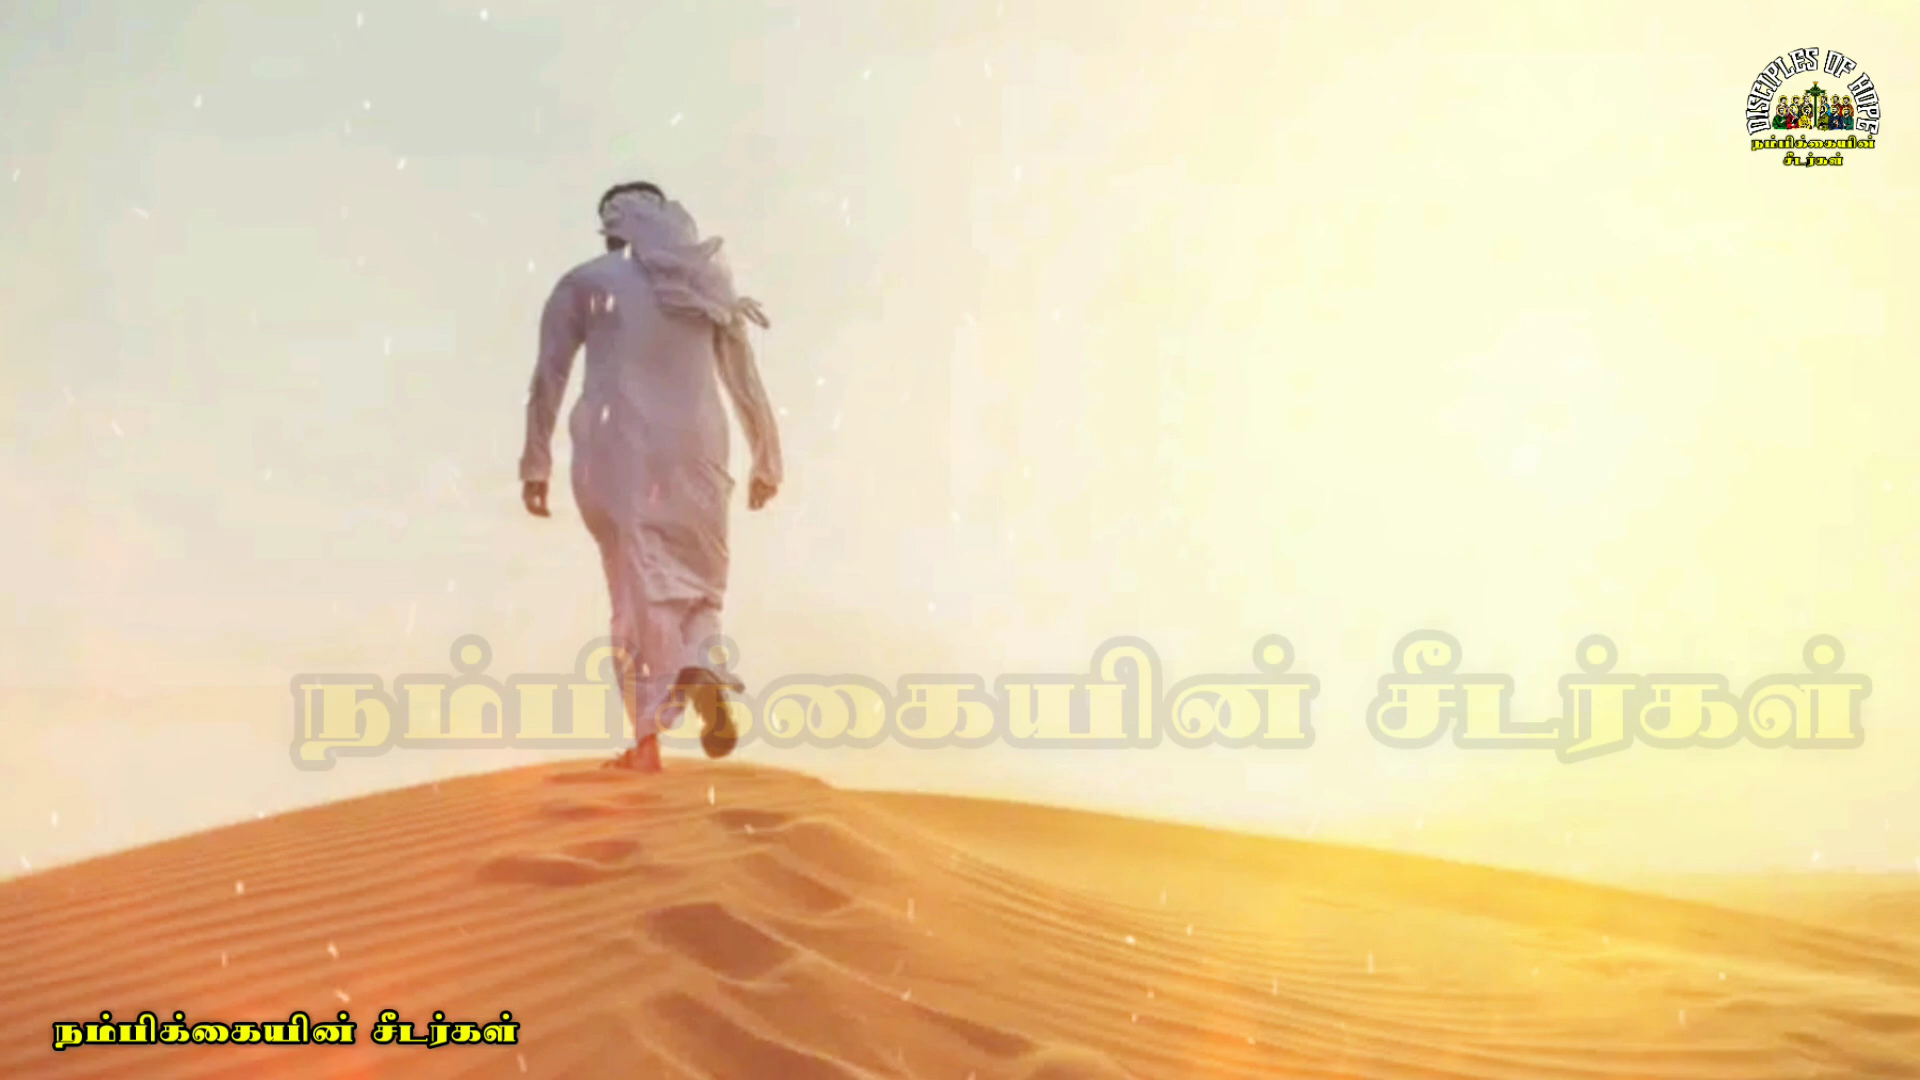 DISCIPLES OF HOPE
நம்பிக்கையின்
சீடர்கள்
நம்பிக்கையின் சீடர்கள்
நம்பிக்கையின் சீடர்கள்